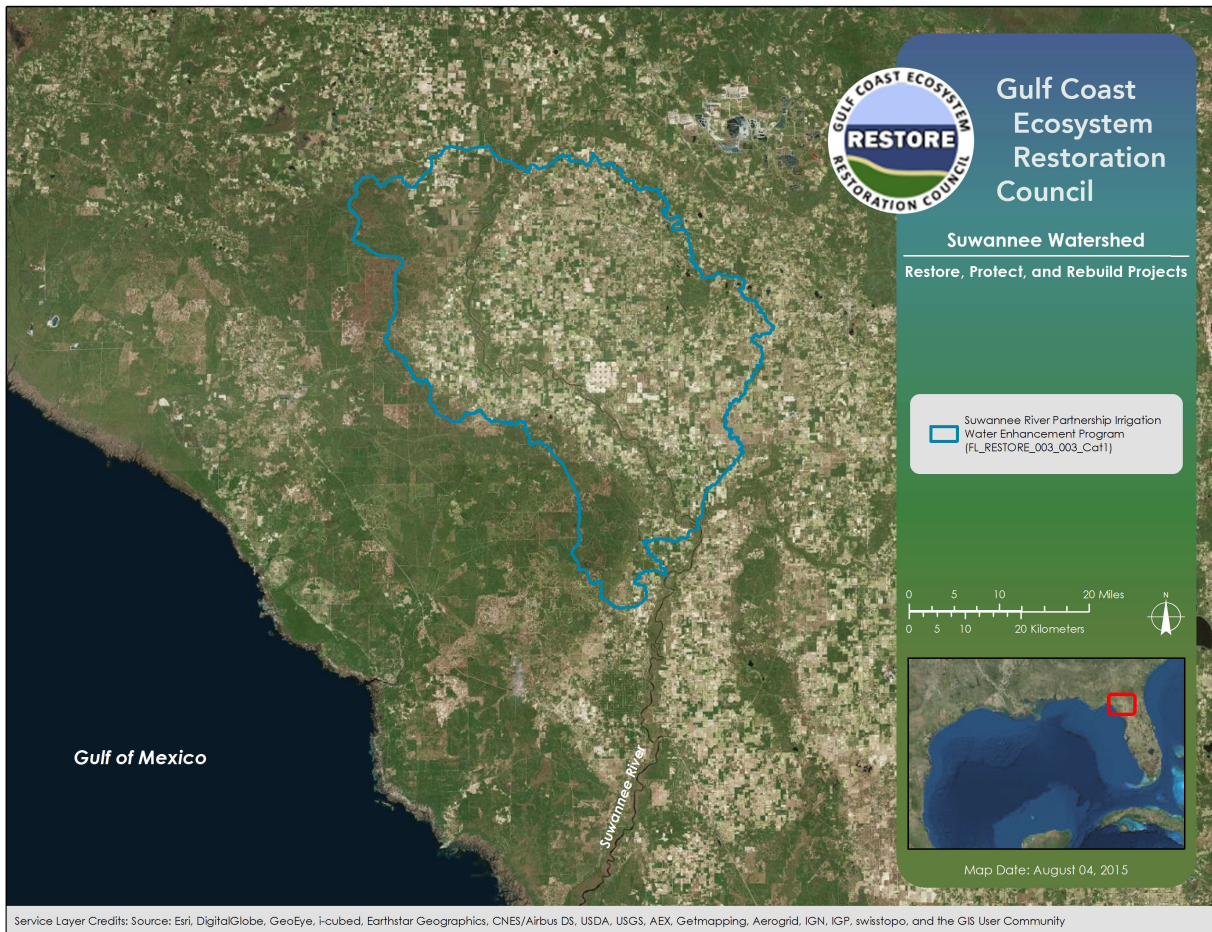 GULF COAST ECOSYSTEM
RESTORE
RESTORATION COUNCIL
Gulf Coast
Ecosystem
Restoration
Council
Suwannee Watershed
Restore, Protect, and Rebuild Projects
Suwannee River Partnership Irrigation
Water Enhancement Program
(FL_RESTORE_003_003_Cat1)
0 5 10 20 Miles
0 5 10 20 Kilometers
N
Gulf of Mexico
Suwannee River
Map Date: August 04, 2015
Service Layer Credits: Source: Esri, DigitalGlobe, GeoEye, i-cubed, Earthstar Geographics, CNES/Airbus DS, USDA, USGS, AEX, Getmapping, Aerogrid, IGN, IGP, swisstopo, and the GIS User Community